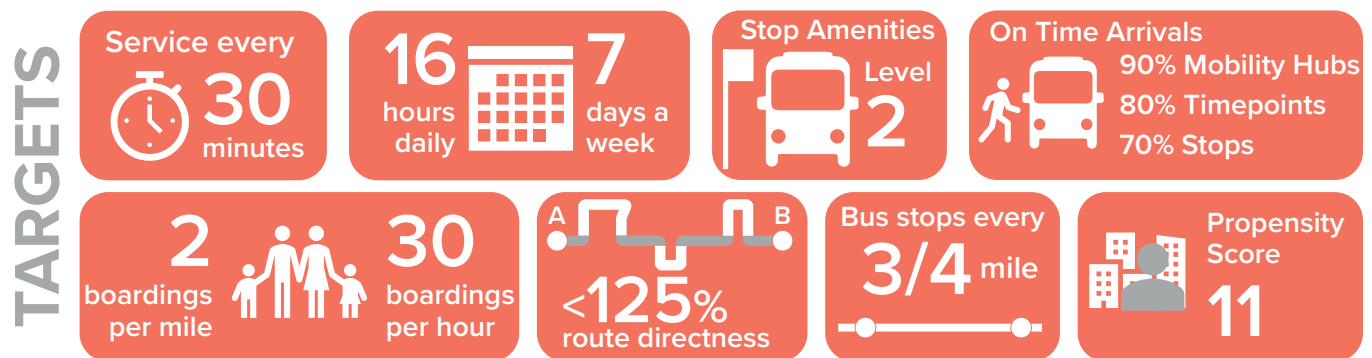 TARGETS
Service every
30
minutes
16
hours
daily
7
days a
week
Stop Amenities
Level
2
On Time Arrivals
90% Mobility Hubs
80% Timepoints
70% Stops
2
boardings
per mile
30
boardings
per hour
A
B
<125%
route directness
Bus stops every
3/4 mile
Propensity
Score
11